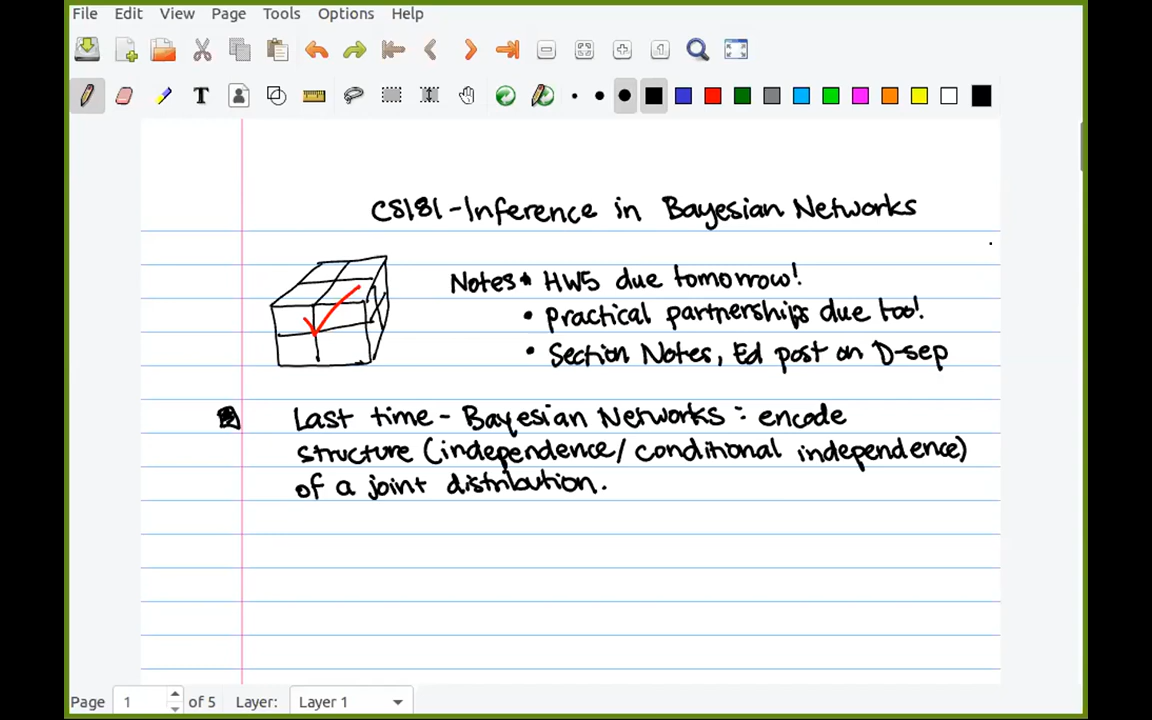 File Edit View Page Tools Options Help
CS181 - Inference in Bayesian Networks
Notes • HW5 due tomorrow!
• Practical partnerships due too!
• Section Notes, Ed post on D-sep
Last time - Bayesian Networks : encode
structure (independence/ conditional independence)
of a joint distribution.
Page 1 of 5 Layer: Layer 1